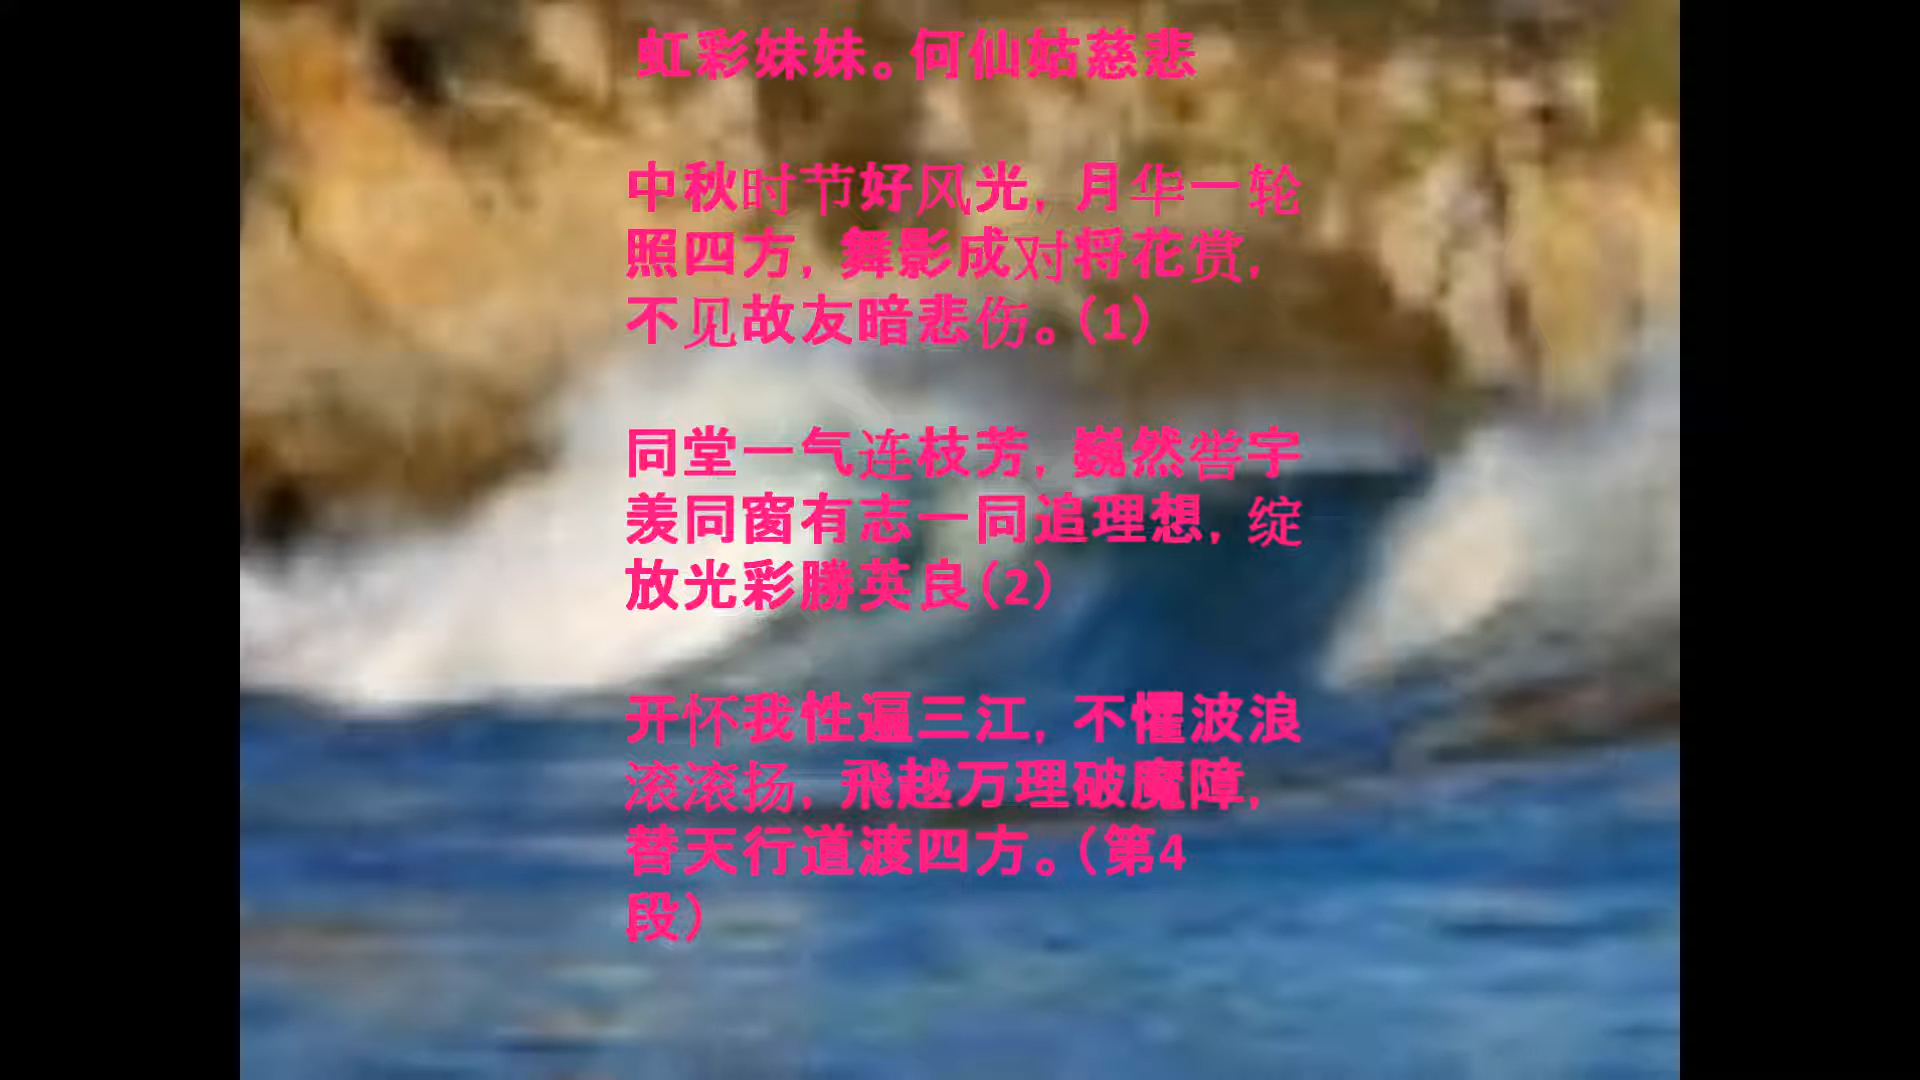 虹彩妹妹。何仙姑慈悲
中秋时节好风光,月华一轮
照四方,舞影成对将花赏,
不见故友暗悲伤。(1)
同堂一气连枝芳,巍然喾宇
羡同窗有志一同追理想,绽
放光彩勝英良(2)
开怀我性遍三江,不懼波浪
滚滚扬,飛越万理破魔障,
替天行道渡四方。(第4
段)